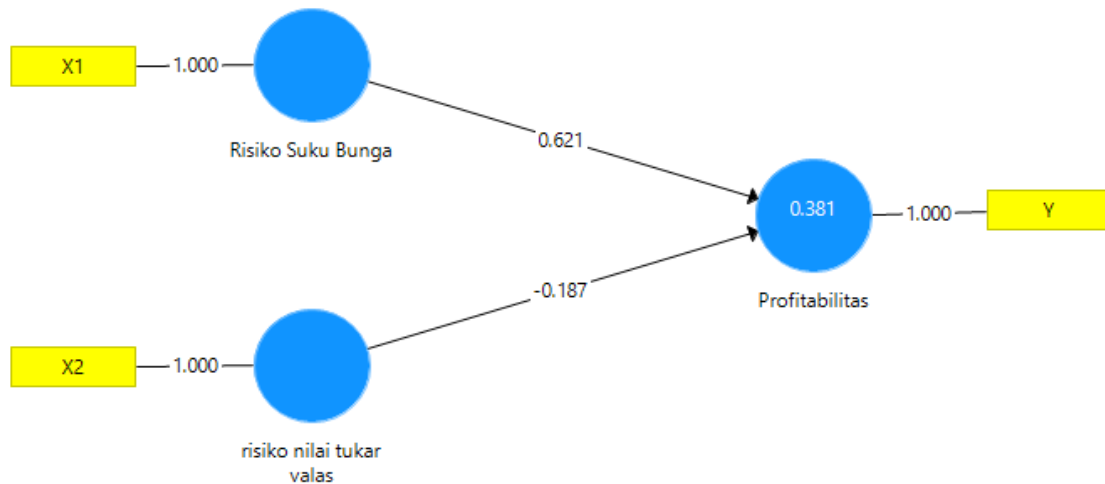 X1
1.000
Risiko Suku Bunga
0.621
0.381
1.000
Y
Profitabilitas
-0.187
X2
1.000
risiko nilai tukar
valas